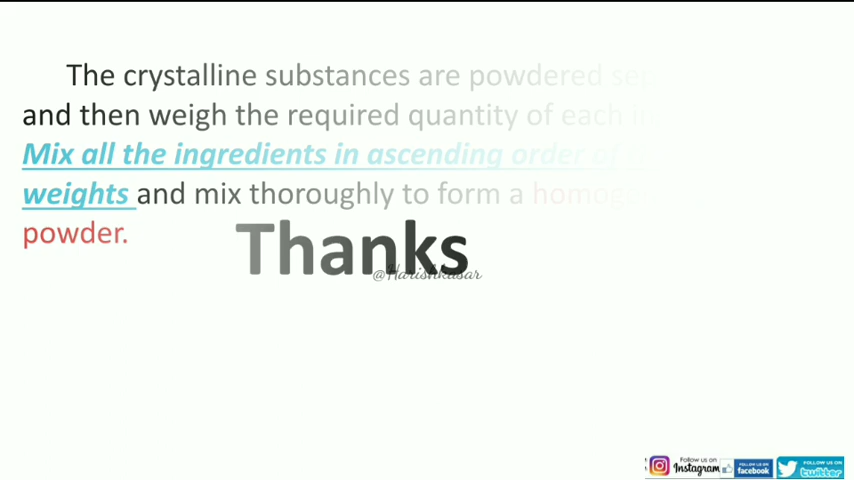 The crystalline substances are powdered
and then weigh the required quantity of each
Mix all the ingredients in ascending order of
weights and mix thoroughly to form a
powder.
Thanks
@Harishkasar
Follow us on
Instagram
FOLLOW US ON
facebook
FOLLOW US ON
twitter